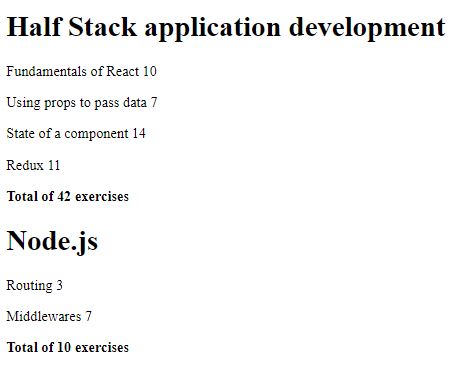 Half Stack application development
Fundamentals of React 10
Using props to pass data 7
State of a component 14
Redux 11
Total of 42 exercises
Node.js
Routing 3
Middlewares 7
Total of 10 exercises